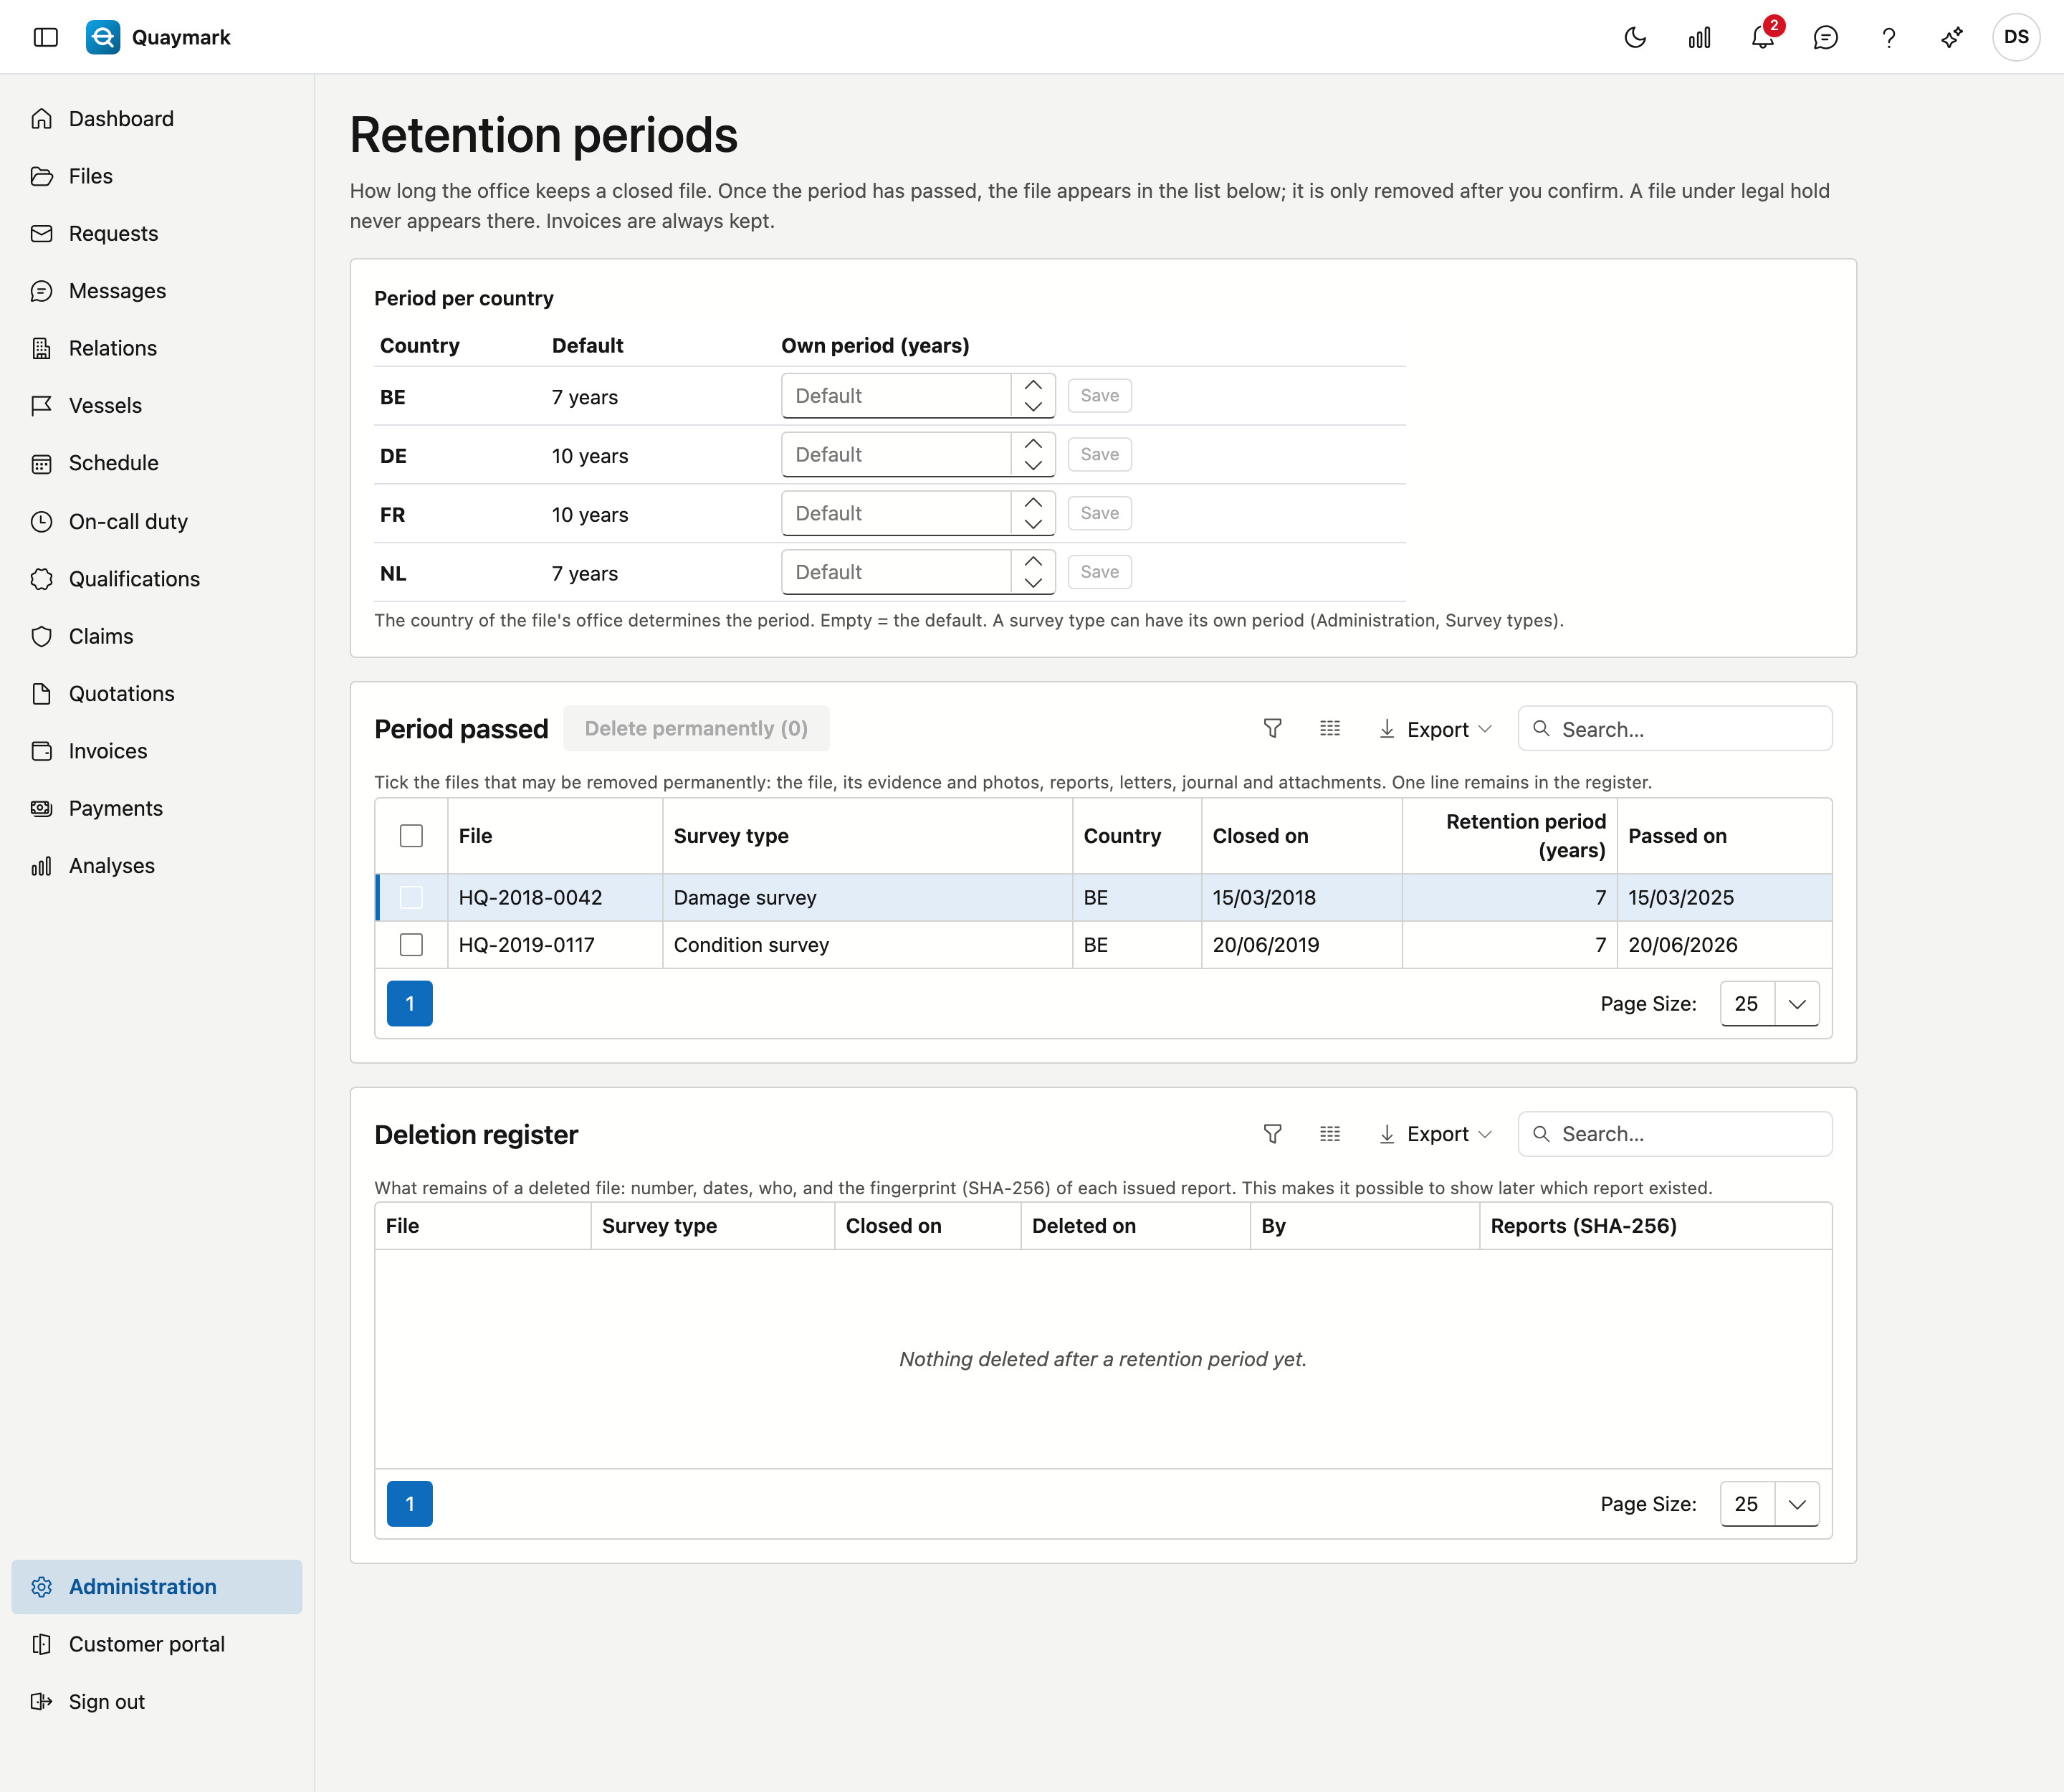 Quaymark
2
DS
Dashboard
Files
Requests
Messages
Relations
Vessels
Schedule
On-call duty
Qualifications
Claims
Quotations
Invoices
Payments
Analyses
Administration
Customer portal
Sign out
Retention periods
How long the office keeps a closed file. Once the period has passed, the file appears in the list below; it is only removed after you confirm. A file under legal hold
never appears there. Invoices are always kept.
Period per country
Country Default Own period (years)
BE 7 years Default Save
DE 10 years Default Save
FR 10 years Default Save
NL 7 years Default Save
The country of the file's office determines the period. Empty = the default. A survey type can have its own period (Administration, Survey types).
Period passed Delete permanently (0) Export Search...
Tick the files that may be removed permanently: the file, its evidence and photos, reports, letters, journal and attachments. One line remains in the register.
File Survey type Country Closed on Retention period (years) Passed on
HQ-2018-0042 Damage survey BE 15/03/2018 7 15/03/2025
HQ-2019-0117 Condition survey BE 20/06/2019 7 20/06/2026
1 Page Size: 25
Deletion register Export Search...
What remains of a deleted file: number, dates, who, and the fingerprint (SHA-256) of each issued report. This makes it possible to show later which report existed.
File Survey type Closed on Deleted on By Reports (SHA-256)
Nothing deleted after a retention period yet.
1 Page Size: 25